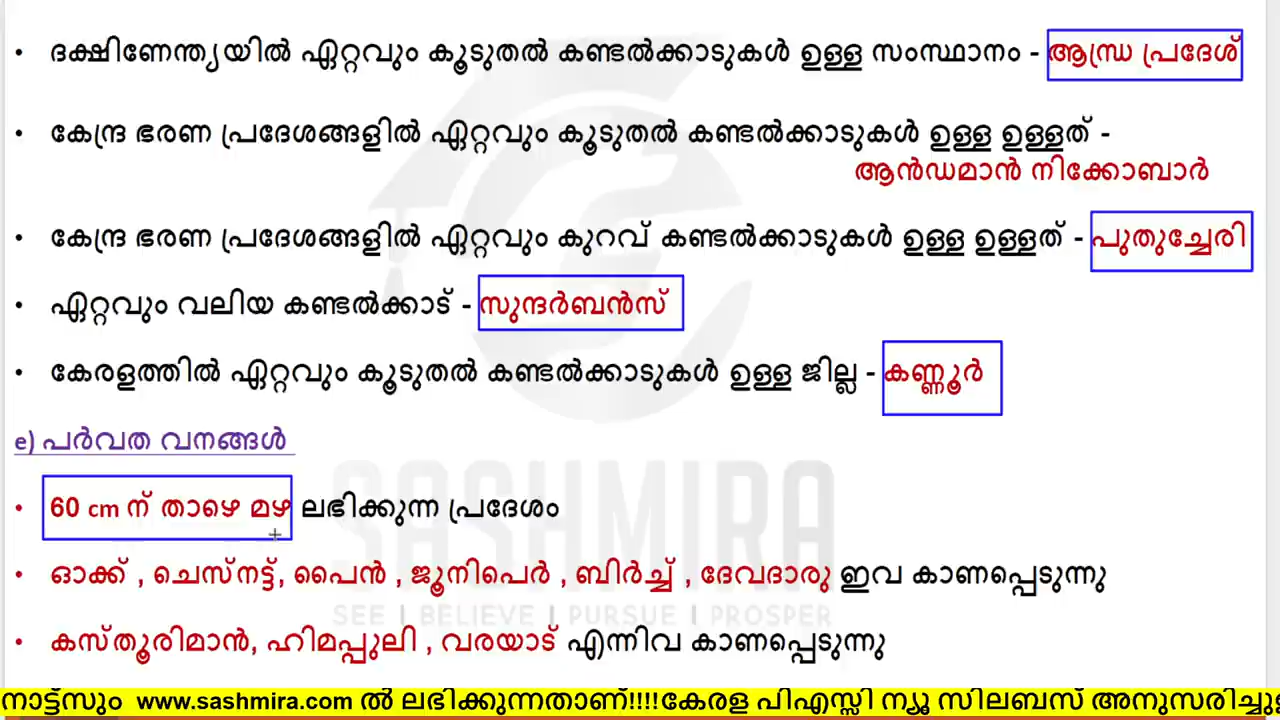 • ദക്ഷിണേന്ത്യയിൽ ഏറ്റവും കൂടുതൽ കണ്ടൽക്കാടുകൾ ഉള്ള സംസ്ഥാനം - ആന്ധ്ര പ്രദേശ്
• കേന്ദ്ര ഭരണ പ്രദേശങ്ങളിൽ ഏറ്റവും കൂടുതൽ കണ്ടൽക്കാടുകൾ ഉള്ള ഉള്ളത് -
ആൻഡമാൻ നിക്കോബാർ
• കേന്ദ്ര ഭരണ പ്രദേശങ്ങളിൽ ഏറ്റവും കുറവ് കണ്ടൽക്കാടുകൾ ഉള്ള ഉള്ളത് - പുതുച്ചേരി
• ഏറ്റവും വലിയ കണ്ടൽക്കാട് - സുന്ദർബൻസ്
• കേരളത്തിൽ ഏറ്റവും കൂടുതൽ കണ്ടൽക്കാടുകൾ ഉള്ള ജില്ല - കണ്ണൂർ
e) പർവത വനങ്ങൾ
• 60 cm ന് താഴെ മഴ ലഭിക്കുന്ന പ്രദേശം
• ഓക്ക് , ചെസ്നട്ട്, പൈൻ , ജൂനിപെർ , ബിർച്ച് , ദേവദാരു ഇവ കാണപ്പെടുന്നു
• കസ്തൂരിമാൻ, ഹിമപ്പുലി , വരയാട് എന്നിവ കാണപ്പെടുന്നു
SASHMIRA
SEE | BELIEVE | PURSUE | PROSPER
നാട്ട്സും www.sashmira.com ൽ ലഭിക്കുന്നതാണ്!!!!കേരള പിഎസ്സി ന്യൂ സിലബസ് അനുസരിച്ചു